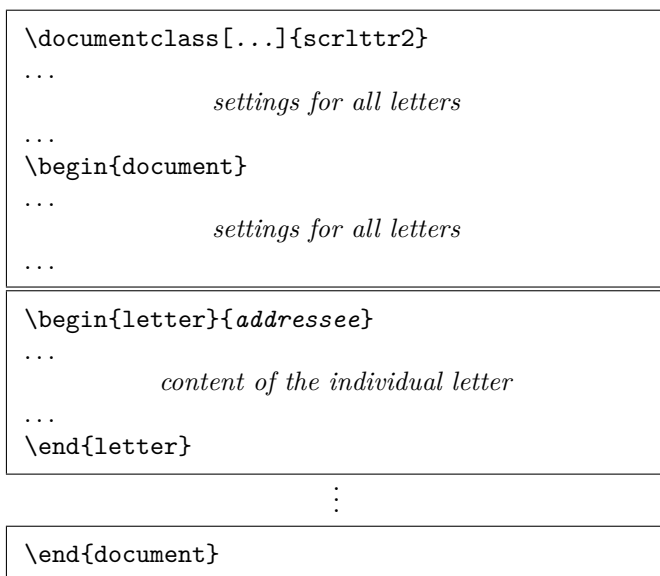 \documentclass[...]{scrlttr2}
...
settings for all letters
...
\begin{document}
...
settings for all letters
...
\begin{letter}{addressee}
...
content of the individual letter
...
\end{letter}
⋮
\end{document}